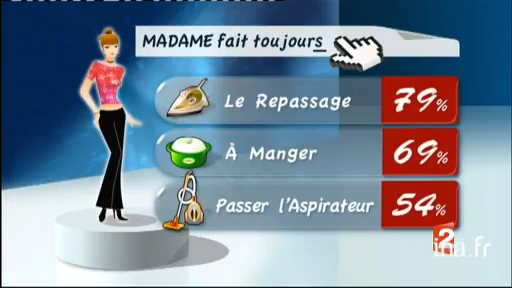 MADAME fait toujours
Le Repassage 79%
À Manger 69%
Passer l'Aspirateur 54%
2
ina.fr